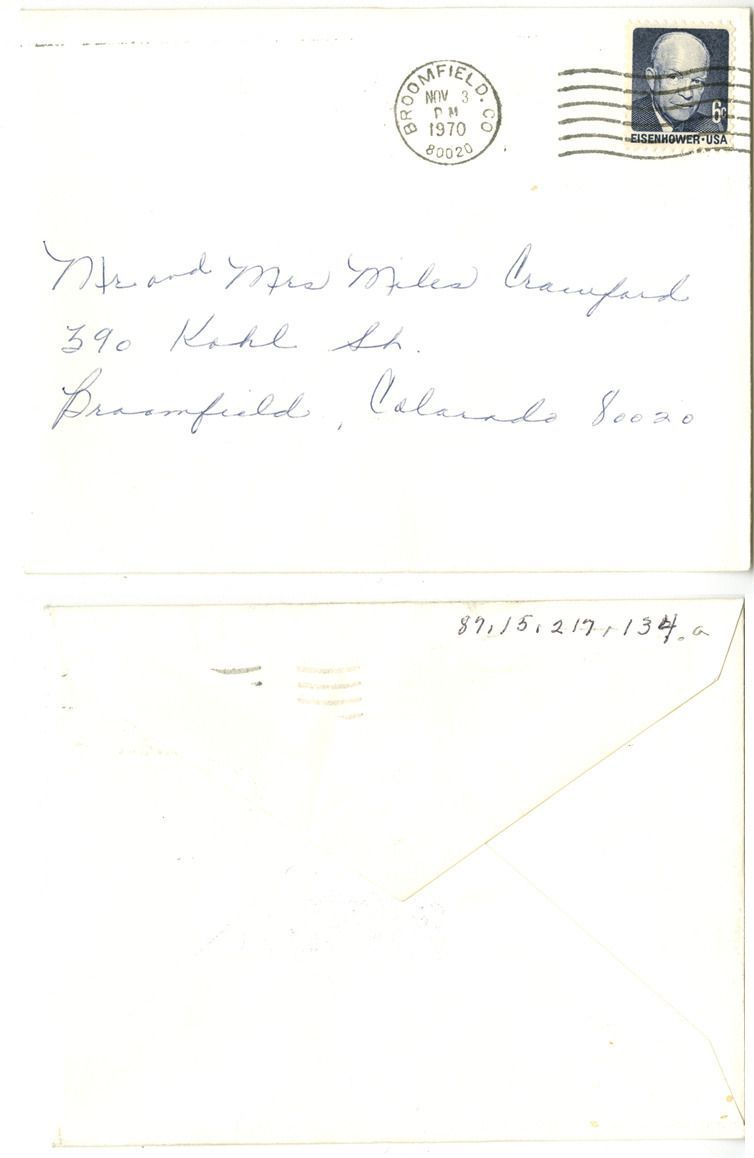 BROOMFIELD. CO
NOV 3
PM
1970
80020
6c
EISENHOWER·USA
Mr and Mrs Miles Crawford
390 Kohl St.
Broomfield, Colorado 80020
87.15.217.134.a